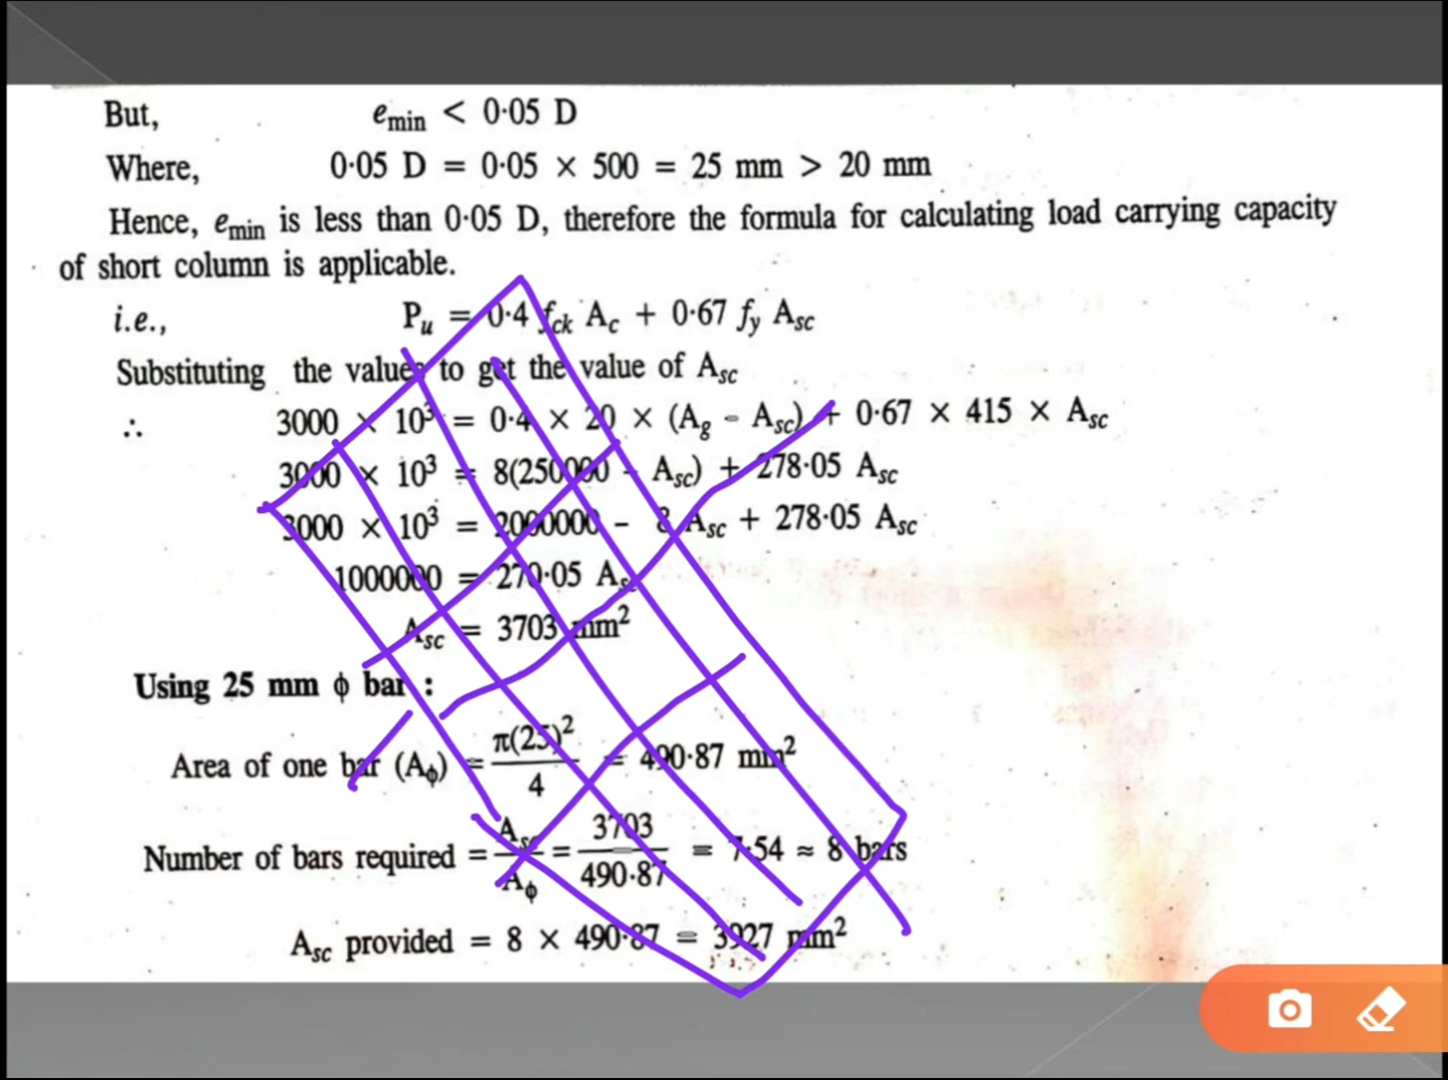 But, e_min < 0·05 D
Where, 0·05 D = 0·05 × 500 = 25 mm > 20 mm
Hence, e_min is less than 0·05 D, therefore the formula for calculating load carrying capacity
of short column is applicable.
i.e., P_u = 0·4 f_ck A_c + 0·67 f_y A_sc
Substituting the values to get the value of A_sc
∴ 3000 × 10³ = 0·4 × 20 × (A_g - A_sc) + 0·67 × 415 × A_sc
3000 × 10³ = 8(250000 - A_sc) + 278·05 A_sc
3000 × 10³ = 2000000 - 8 A_sc + 278·05 A_sc
1000000 = 270·05 A_sc
A_sc = 3703 mm²
Using 25 mm ϕ bar :
Area of one bar (A_ϕ) = π(25)² / 4 = 490·87 mm²
Number of bars required = A_sc / A_ϕ = 3703 / 490·87 = 7·54 ≈ 8 bars
A_sc provided = 8 × 490·87 = 3927 mm²